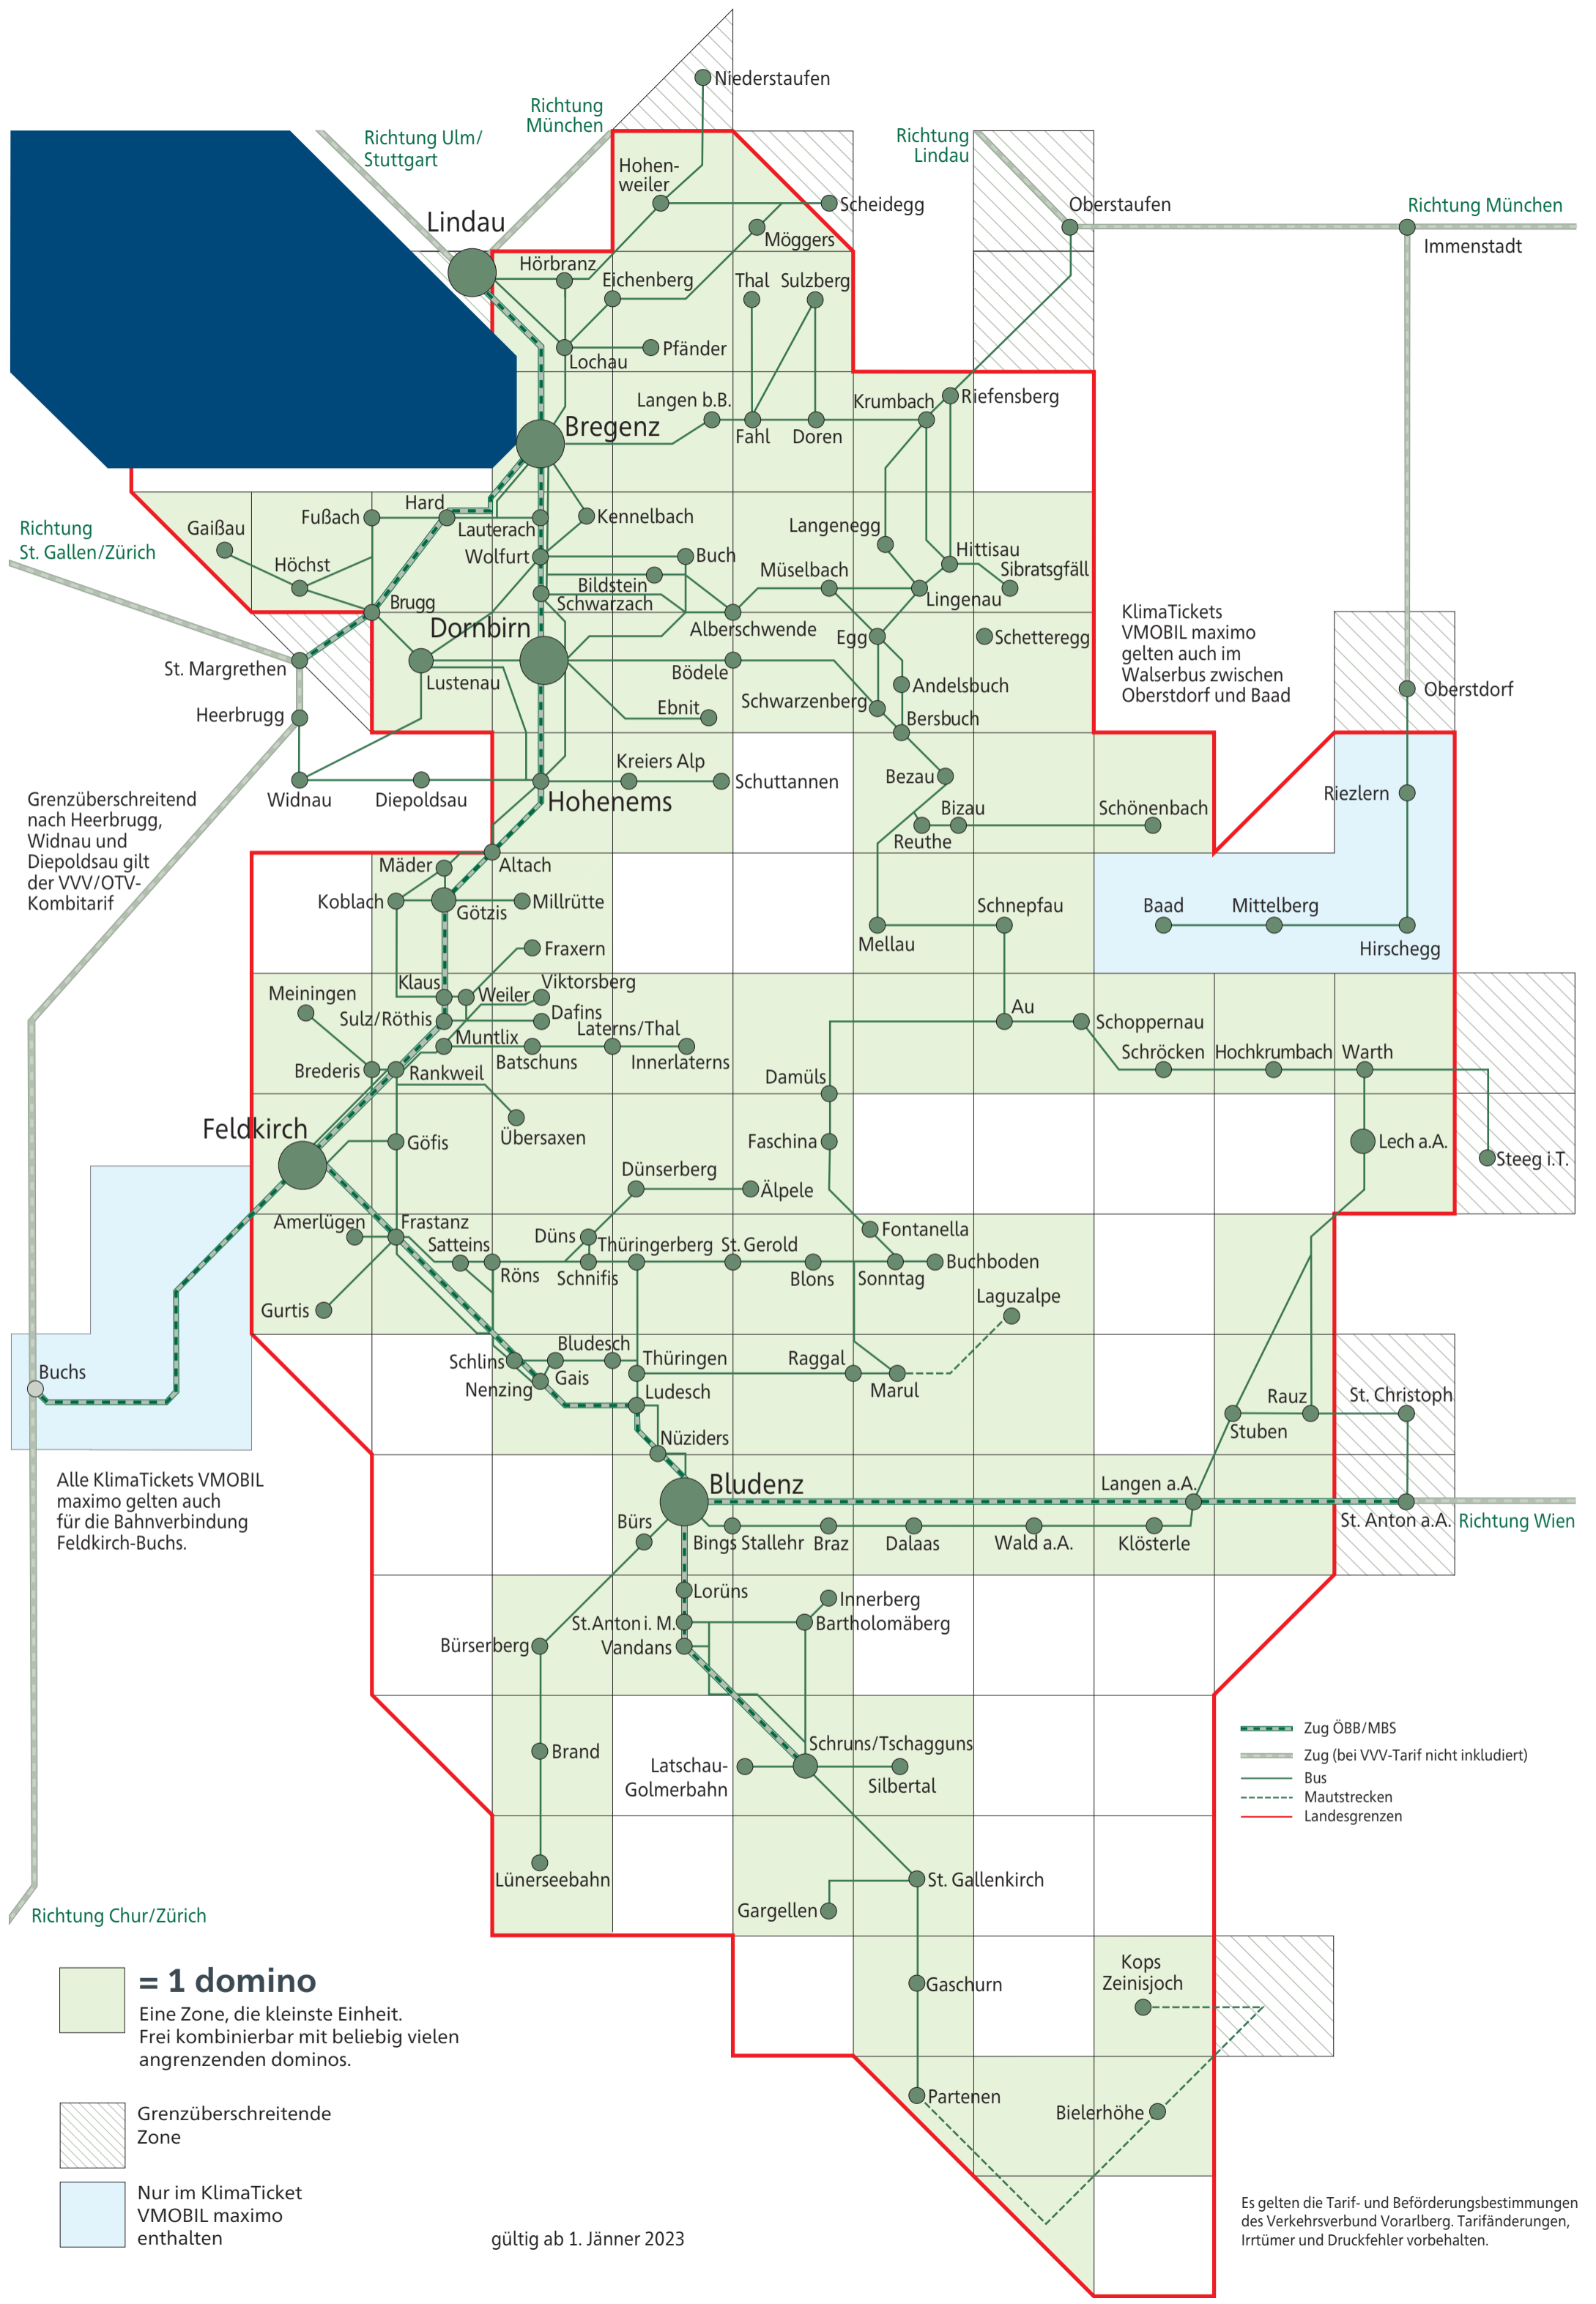 Niederstaufen
Richtung
München
Richtung Ulm/
Stuttgart
Richtung
Lindau
Hohen-
weiler
Scheidegg
Oberstaufen
Richtung München
Lindau
Möggers
Immenstadt
Hörbranz
Eichenberg
Thal
Sulzberg
Lochau
Pfänder
Langen b.B.
Krumbach
Riefensberg
Bregenz
Fahl
Doren
Hard
Fußach
Lauterach
Kennelbach
Langenegg
Gaißau
Richtung
St. Gallen/Zürich
Höchst
Wolfurt
Buch
Hittisau
Sibratsgfäll
Müselbach
Bildstein
Schwarzach
Brugg
Lingenau
Alberschwende
Dornbirn
Egg
Schetteregg
KlimaTickets
VMOBIL maximo
gelten auch im
Walserbus zwischen
Oberstdorf und Baad
St. Margrethen
Lustenau
Bödele
Andelsbuch
Oberstdorf
Heerbrugg
Ebnit
Schwarzenberg
Bersbuch
Kreiers Alp
Schuttannen
Bezau
Widnau
Diepoldsau
Hohenems
Bizau
Schönenbach
Riezlern
Reuthe
Grenzüberschreitend
nach Heerbrugg,
Widnau und
Diepoldsau gilt
der VVV/OTV-
Kombitarif
Mäder
Altach
Koblach
Götzis
Millrütte
Schnepfau
Baad
Mittelberg
Mellau
Hirschegg
Fraxern
Klaus
Weiler
Viktorsberg
Meiningen
Sulz/Röthis
Dafins
Au
Schoppernau
Muntlix
Laterns/Thal
Batschuns
Innerlaterns
Schröcken
Hochkrumbach
Warth
Brederis
Rankweil
Damüls
Feldkirch
Übersaxen
Göfis
Faschina
Lech a.A.
Steeg i.T.
Dünserberg
Älpele
Amerlügen
Frastanz
Satteins
Düns
Thüringerberg
St. Gerold
Fontanella
Röns
Schnifis
Blons
Sonntag
Buchboden
Gurtis
Laguzalpe
Bludesch
Schlins
Thüringen
Raggal
Buchs
Gais
Nenzing
Marul
Ludesch
Rauz
St. Christoph
Stuben
Nüziders
Alle KlimaTickets VMOBIL
maximo gelten auch
für die Bahnverbindung
Feldkirch-Buchs.
Bludenz
Langen a.A.
Bürs
St. Anton a.A.
Richtung Wien
Bings Stallehr
Braz
Dalaas
Wald a.A.
Klösterle
Lorüns
Innerberg
St. Anton i. M.
Bartholomäberg
Bürserberg
Vandans
Brand
Schruns/Tschagguns
Latschau-
Golmerbahn
Silbertal
Zug ÖBB/MBS
Zug (bei VVV-Tarif nicht inkludiert)
Bus
Mautstrecken
Landesgrenzen
Lünerseebahn
St. Gallenkirch
Gargellen
Richtung Chur/Zürich
Gaschurn
Kops
Zeinisjoch
= 1 domino
Eine Zone, die kleinste Einheit.
Frei kombinierbar mit beliebig vielen
angrenzenden dominos.
Partenen
Bielerhöhe
Grenzüberschreitende
Zone
Nur im KlimaTicket
VMOBIL maximo
enthalten
gültig ab 1. Jänner 2023
Es gelten die Tarif- und Beförderungsbestimmungen
des Verkehrsverbund Vorarlberg. Tarifänderungen,
Irrtümer und Druckfehler vorbehalten.